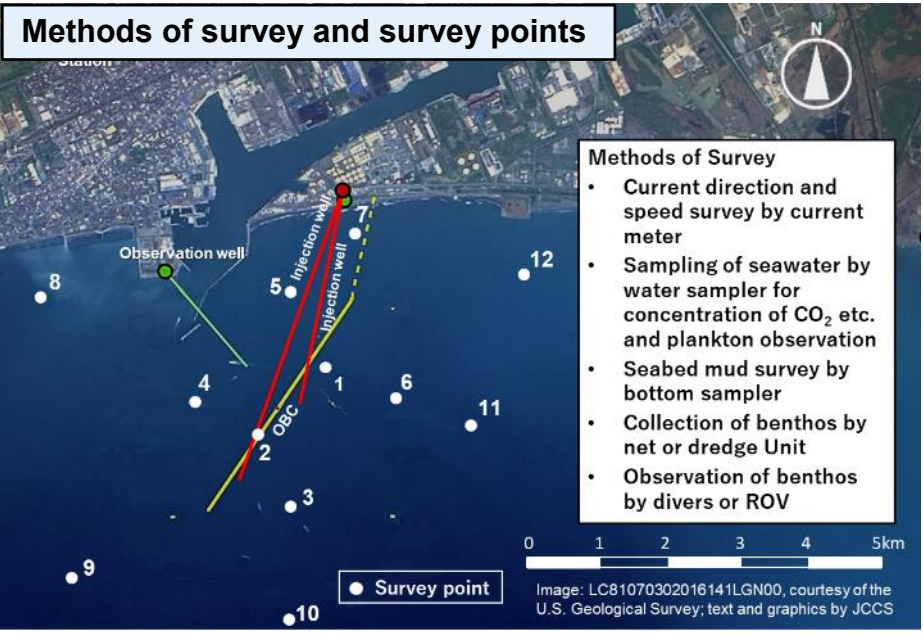 Methods of survey and survey points
Station
N
Methods of Survey
• Current direction and
speed survey by current
meter
• Sampling of seawater by
water sampler for
concentration of CO₂ etc.
and plankton observation
• Seabed mud survey by
bottom sampler
• Collection of benthos by
net or dredge Unit
• Observation of benthos
by divers or ROV
Injection well
Injection well
7
Observation well
12
8
5
1
4
6
11
OBC
2
3
9
10
Survey point
0 1 2 3 4 5km
Image: LC81070302016141LGN00, courtesy of the
U.S. Geological Survey; text and graphics by JCCS